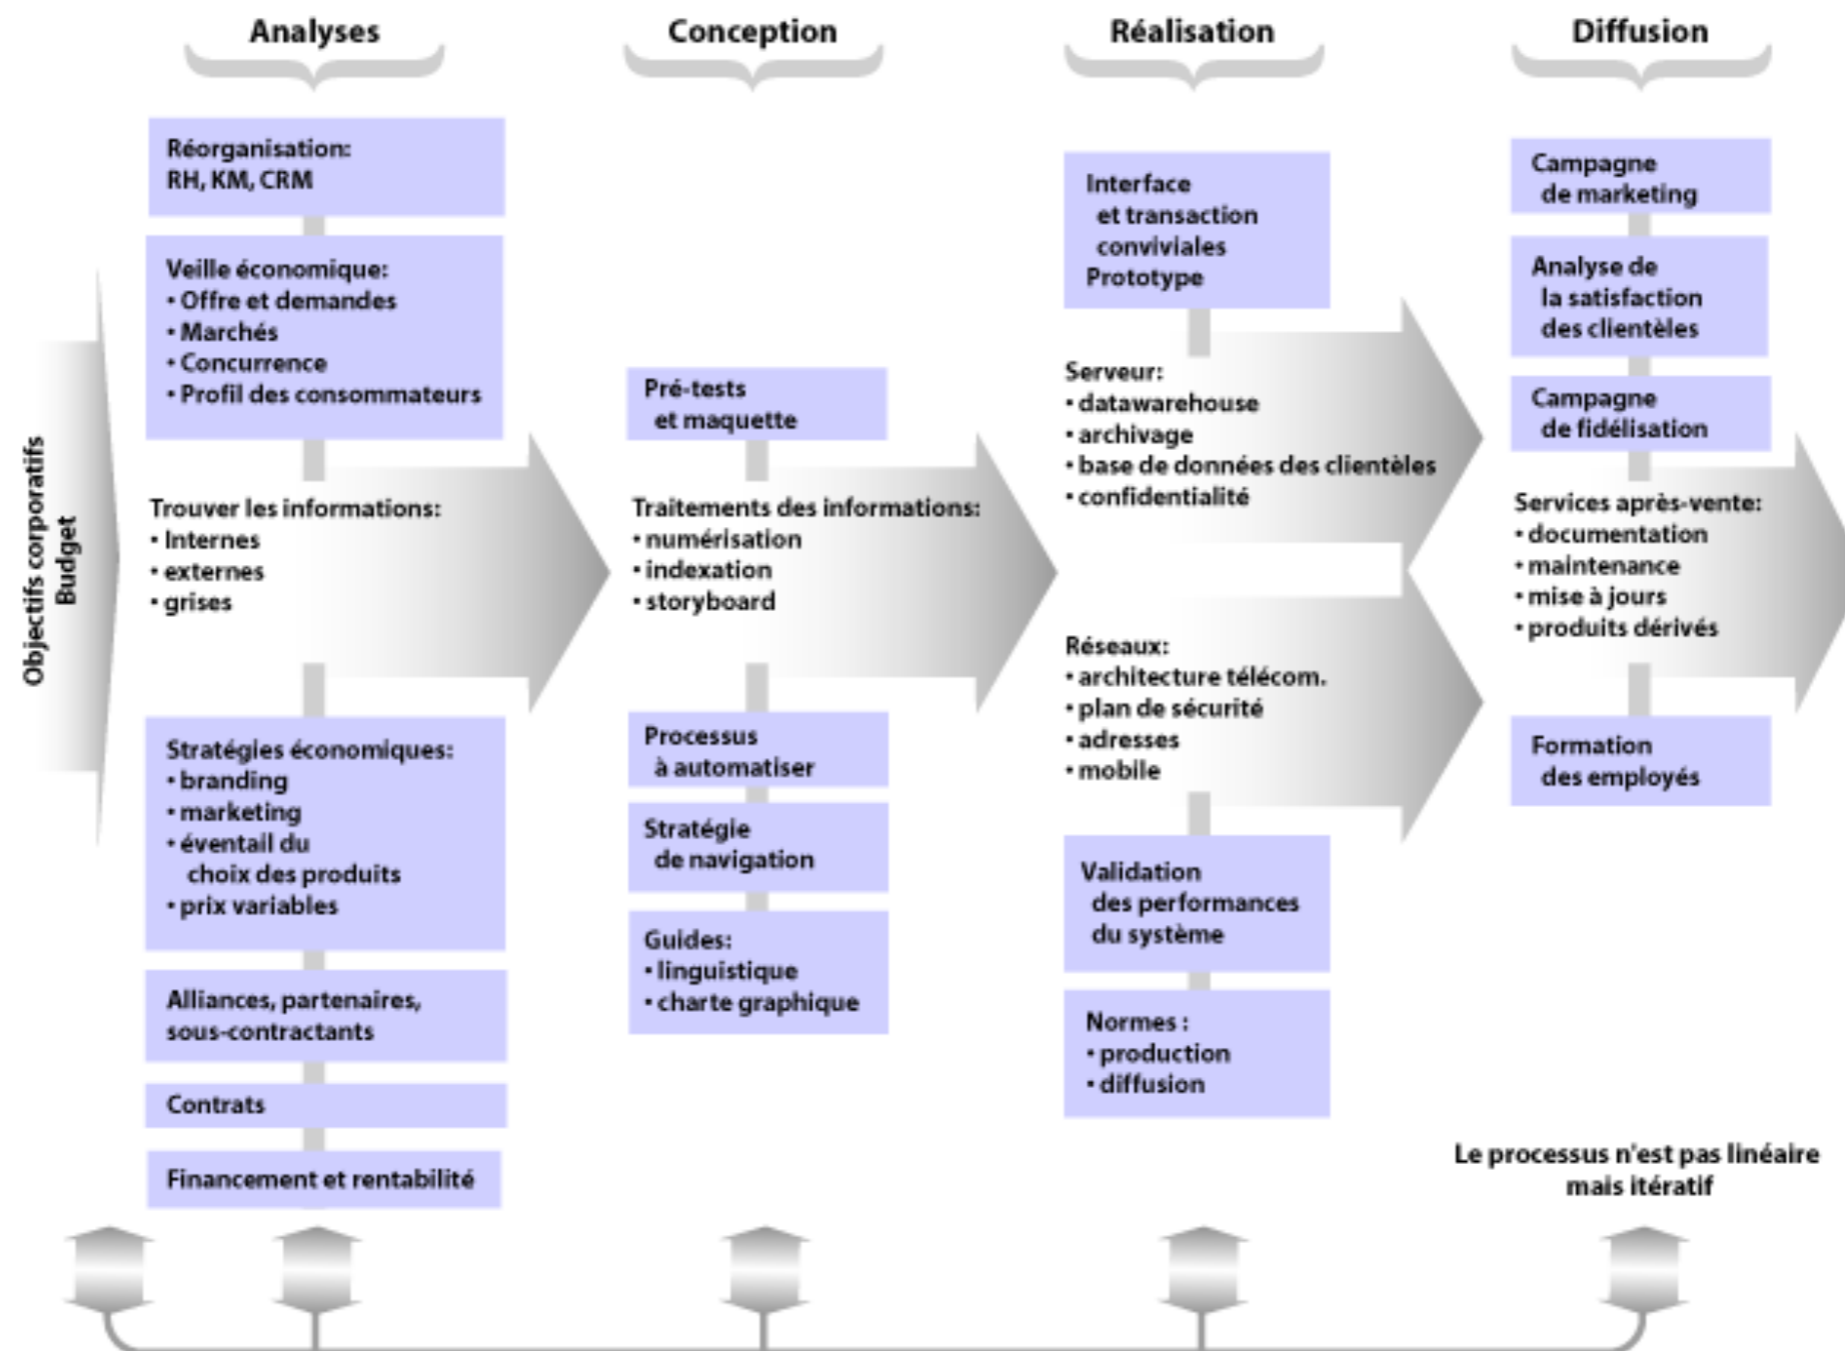 Analyses
Conception
Réalisation
Diffusion
Objectifs corporatifs
Budget
Réorganisation:
RH, KM, CRM
Veille économique:
• Offre et demandes
• Marchés
• Concurrence
• Profil des consommateurs
Trouver les informations:
• Internes
• externes
• grises
Stratégies économiques:
• branding
• marketing
• éventail du
choix des produits
• prix variables
Alliances, partenaires,
sous-contractants
Contrats
Financement et rentabilité
Pré-tests
et maquette
Traitements des informations:
• numérisation
• indexation
• storyboard
Processus
à automatiser
Stratégie
de navigation
Guides:
• linguistique
• charte graphique
Interface
et transaction
conviviales
Prototype
Serveur:
• datawarehouse
• archivage
• base de données des clientèles
• confidentialité
Réseaux:
• architecture télécom.
• plan de sécurité
• adresses
• mobile
Validation
des performances
du système
Normes :
• production
• diffusion
Campagne
de marketing
Analyse de
la satisfaction
des clientèles
Campagne
de fidélisation
Services après-vente:
• documentation
• maintenance
• mise à jours
• produits dérivés
Formation
des employés
Le processus n'est pas linéaire
mais itératif